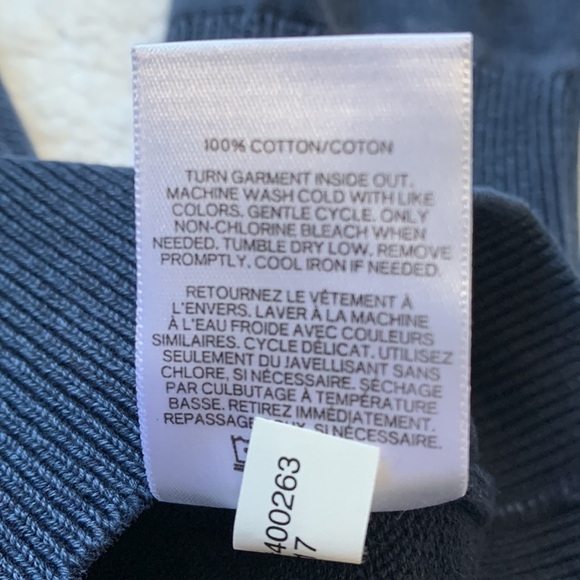 100% COTTON/COTON
TURN GARMENT INSIDE OUT.
MACHINE WASH COLD WITH LIKE
COLORS. GENTLE CYCLE. ONLY
NON-CHLORINE BLEACH WHEN
NEEDED. TUMBLE DRY LOW. REMOVE
PROMPTLY. COOL IRON IF NEEDED.
RETOURNEZ LE VÊTEMENT À
L'ENVERS. LAVER À LA MACHINE
À L'EAU FROIDE AVEC COULEURS
SIMILAIRES. CYCLE DÉLICAT. UTILISEZ
SEULEMENT DU JAVELLISANT SANS
CHLORE, SI NÉCESSAIRE. SÉCHAGE
PAR CULBUTAGE À TEMPÉRATURE
BASSE. RETIREZ IMMÉDIATEMENT.
REPASSAGE SI NÉCESSAIRE.
400263